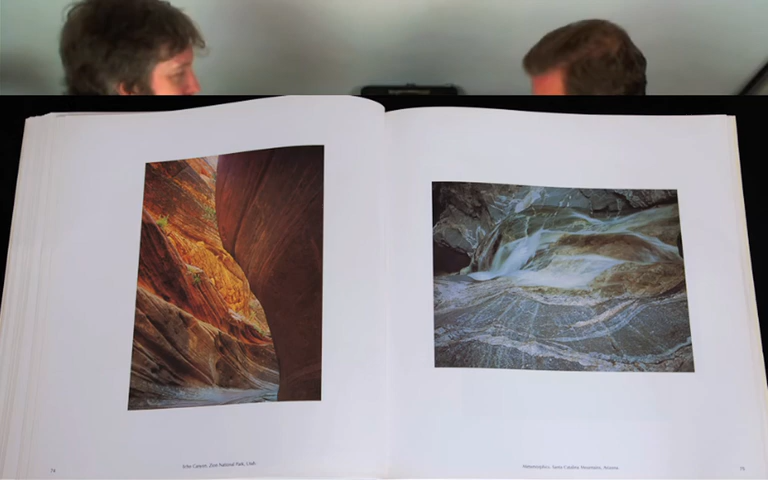 74
Echo Canyon, Zion National Park, Utah
Metamorphics, Santa Catalina Mountains, Arizona
75